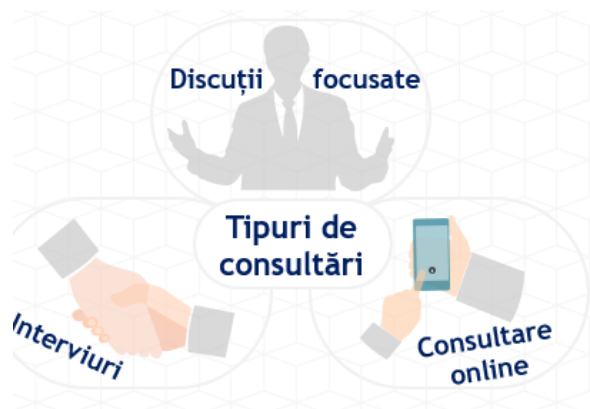 Discuții focusate
Tipuri de
consultări
Interviuri
Consultare
online